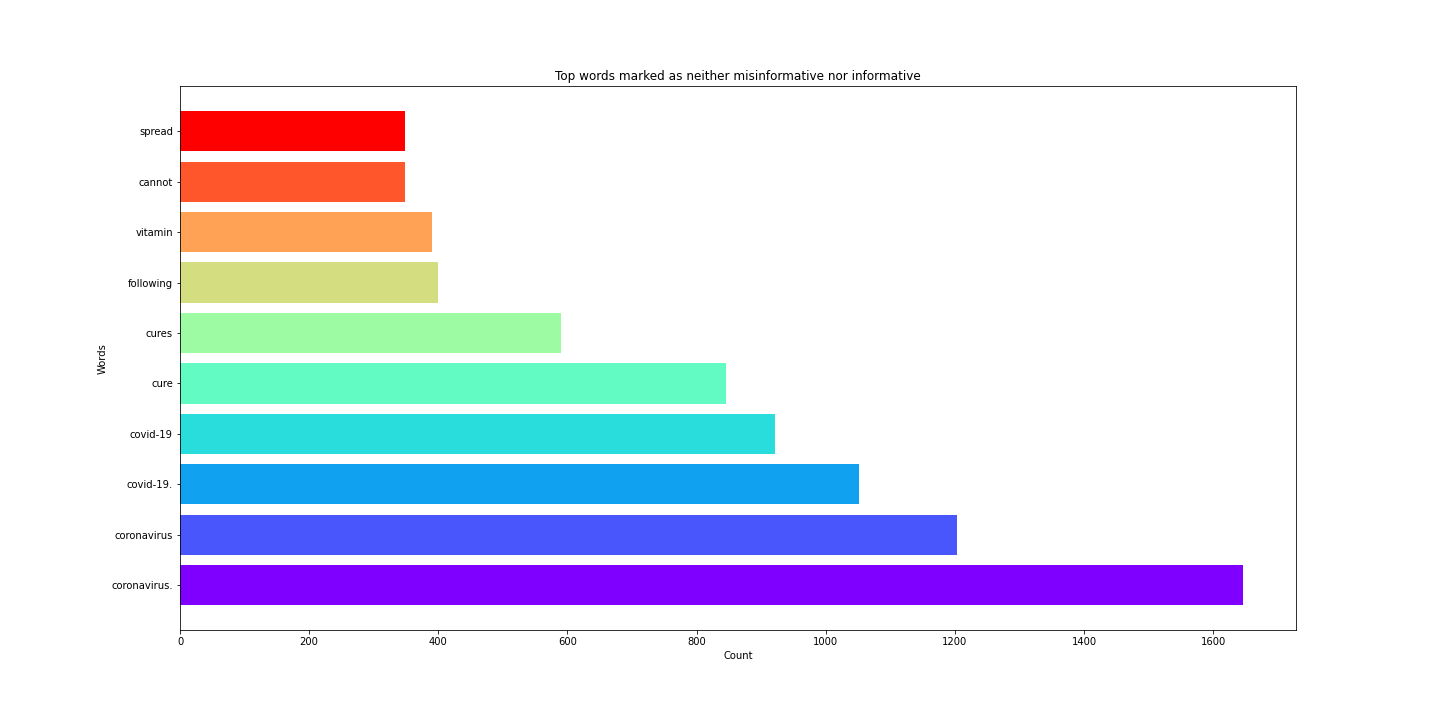 Top words marked as neither misinformative nor informative
spread
cannot
vitamin
following
cures
cure
covid-19
covid-19.
coronavirus
coronavirus.
Words
0 200 400 600 800 1000 1200 1400 1600
Count